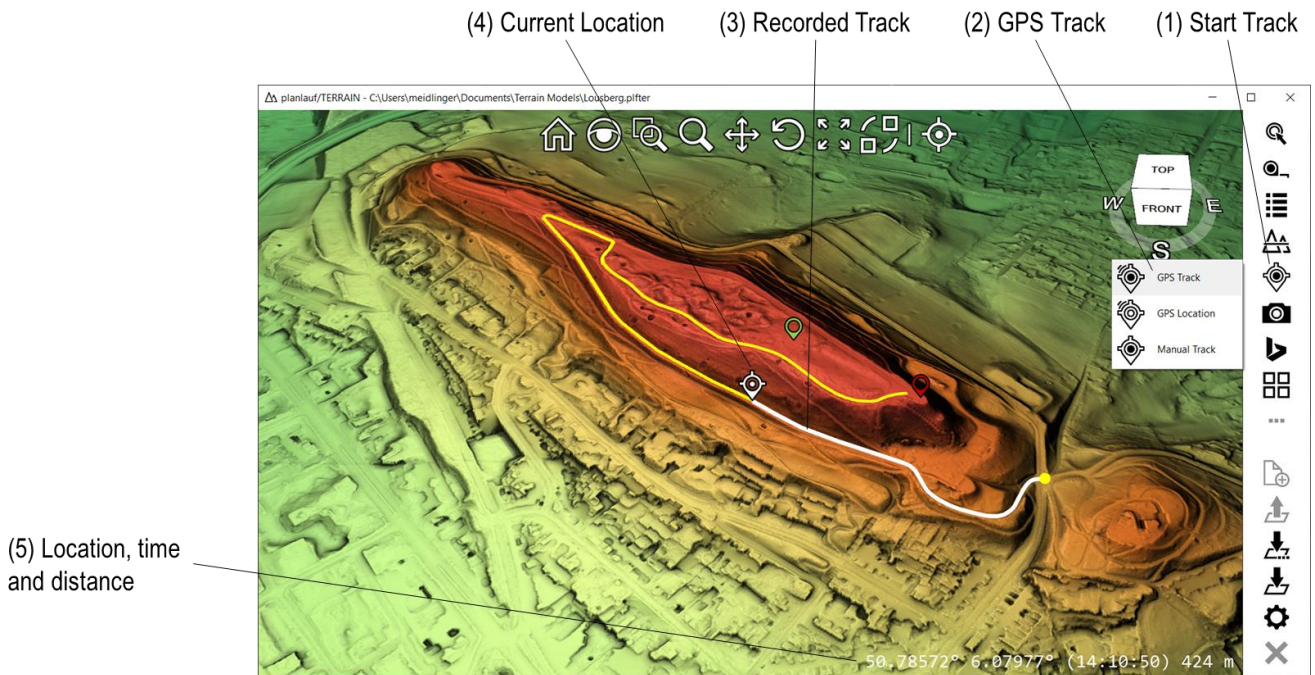 (4) Current Location
(3) Recorded Track
(2) GPS Track
(1) Start Track
planlauf/TERRAIN - C:\Users\meidlinger\Documents\Terrain Models\Lousberg.plfter
TOP
W
FRONT
E
S
GPS Track
GPS Location
Manual Track
(5) Location, time
and distance
50.78572° 6.07977° (14:10:50) 424 m